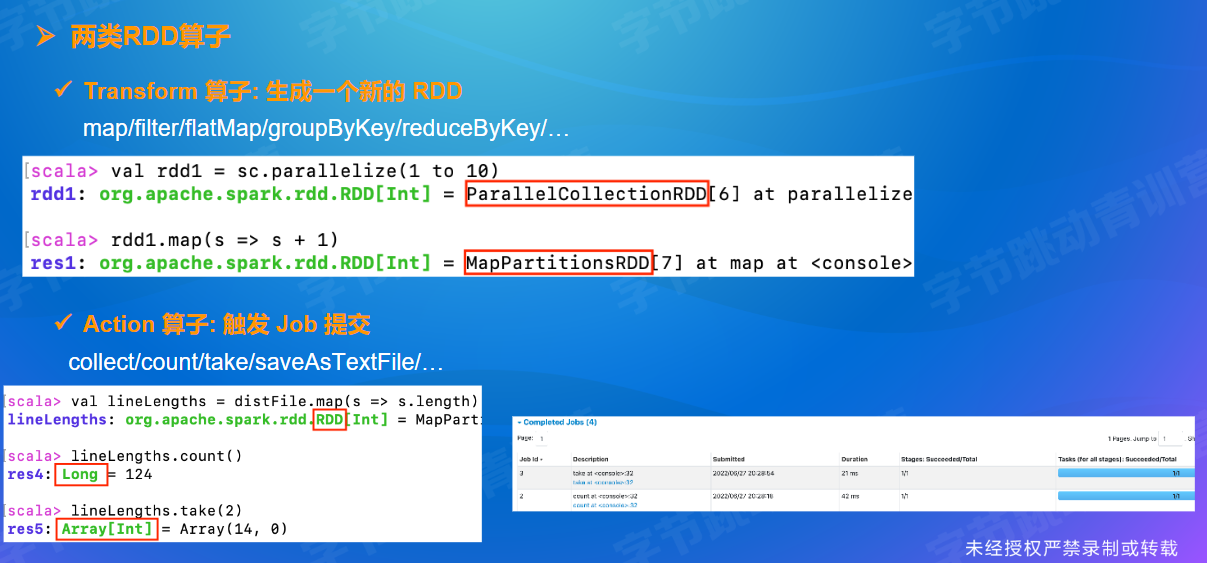 ➤ 两类RDD算子
✓ Transform 算子: 生成一个新的 RDD
map/filter/flatMap/groupByKey/reduceByKey/…
[scala> val rdd1 = sc.parallelize(1 to 10)
rdd1: org.apache.spark.rdd.RDD[Int] = ParallelCollectionRDD[6] at parallelize
[scala> rdd1.map(s => s + 1)
res1: org.apache.spark.rdd.RDD[Int] = MapPartitionsRDD[7] at map at <console>
✓ Action 算子: 触发 Job 提交
collect/count/take/saveAsTextFile/…
[scala> val lineLengths = distFile.map(s => s.length)
lineLengths: org.apache.spark.rdd.RDD[Int] = MapParti
[scala> lineLengths.count()
res4: Long = 124
[scala> lineLengths.take(2)
res5: Array[Int] = Array(14, 0)
Completed Jobs (4)
Page: 1
1 Pages. Jump to 1
Job Id Description Submitted Duration Stages: Succeeded/Total Tasks (for all stages): Succeeded/Total
3 take at <console>:32 2022/06/27 20:28:54 21 ms 1/1 1/1
take at <console>:32
2 count at <console>:32 2022/06/27 20:28:18 42 ms 1/1 1/1
count at <console>:32
未经授权严禁录制或转载
字节跳动青训营